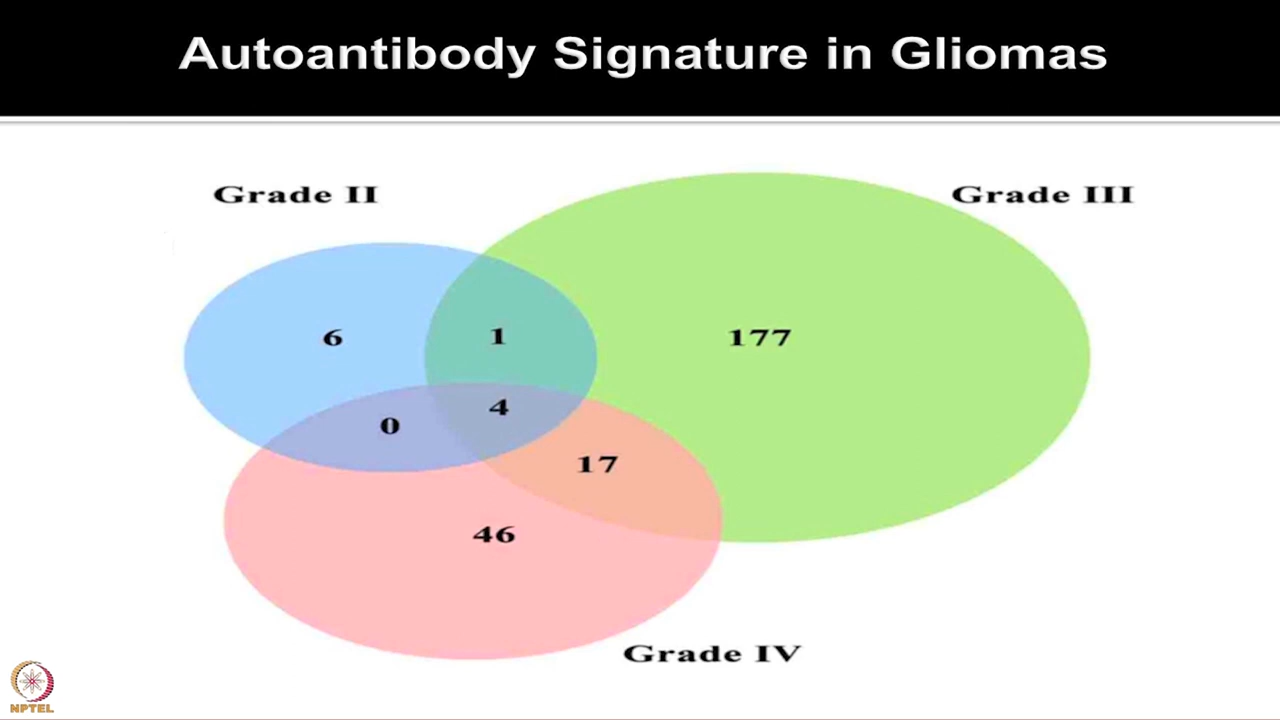 Autoantibody Signature in Gliomas
Grade II
Grade III
6
1
177
4
0
17
46
Grade IV
NPTEL